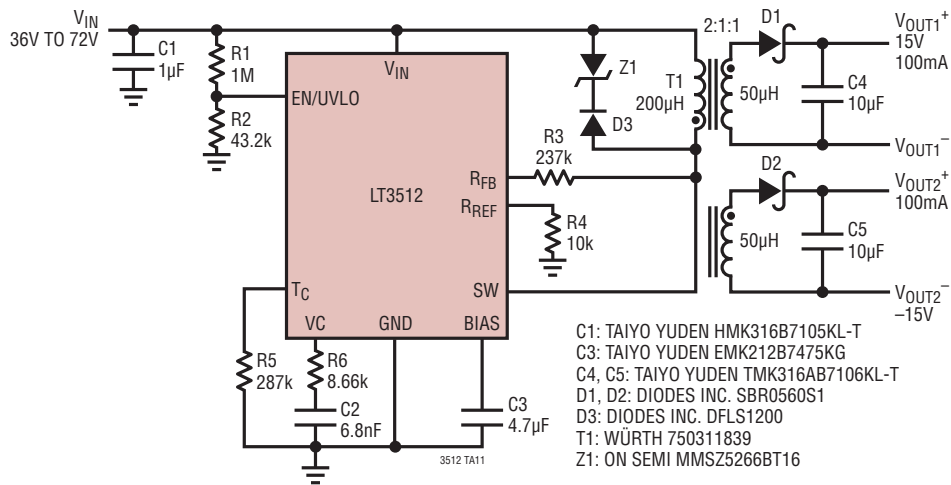 VIN
36V TO 72V
C1
1µF
R1
1M
R2
43.2k
VIN
EN/UVLO
LT3512
RFB
RREF
TC
SW
VC
GND
BIAS
Z1
D3
R3
237k
R4
10k
T1
200µH
2:1:1
50µH
D1
C4
10µF
VOUT1+
15V
100mA
VOUT1–
D2
50µH
C5
10µF
VOUT2+
100mA
VOUT2–
–15V
R5
287k
R6
8.66k
C2
6.8nF
C3
4.7µF
3512 TA11
C1: TAIYO YUDEN HMK316B7105KL-T
C3: TAIYO YUDEN EMK212B7475KG
C4, C5: TAIYO YUDEN TMK316AB7106KL-T
D1, D2: DIODES INC. SBR0560S1
D3: DIODES INC. DFLS1200
T1: WÜRTH 750311839
Z1: ON SEMI MMSZ5266BT16